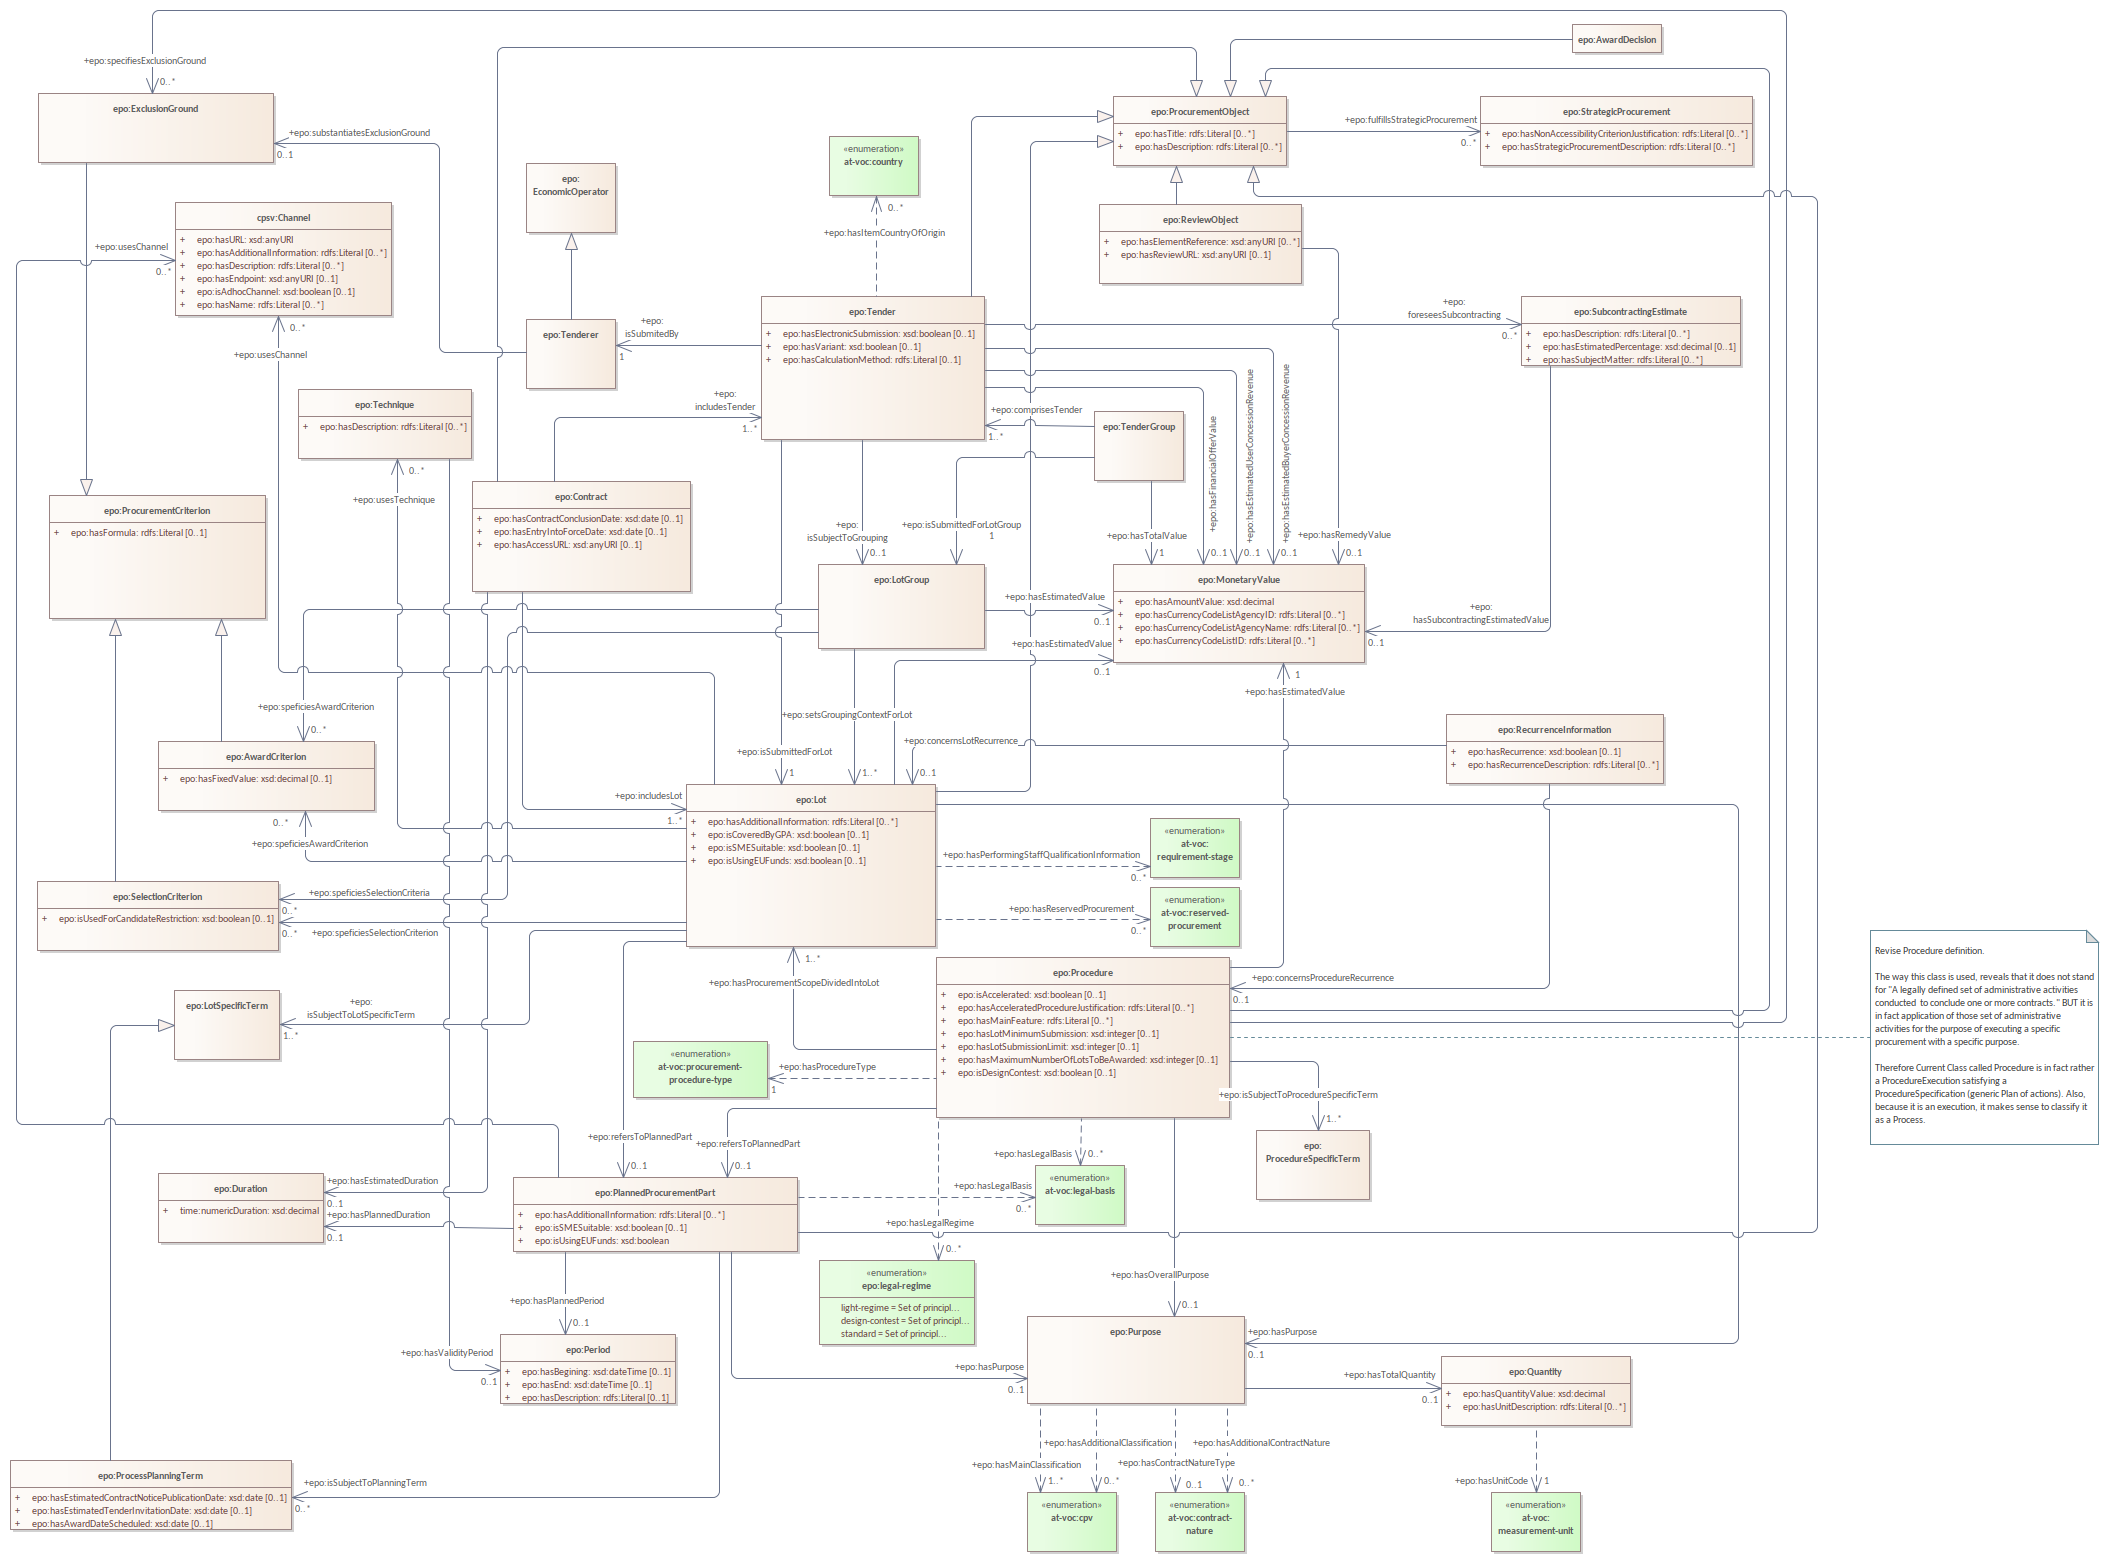 epo:AwardDecision
+epo:specifiesExclusionGround
0..*
epo:ExclusionGround
+epo:substantiatesExclusionGround
0..1
epo:ProcurementObject
+ epo:hasTitle: rdfs:Literal [0..*]
+ epo:hasDescription: rdfs:Literal [0..*]
+epo:fulfillsStrategicProcurement
0..*
epo:StrategicProcurement
+ epo:hasNonAccessibilityCriterionJustification: rdfs:Literal [0..*]
+ epo:hasStrategicProcurementDescription: rdfs:Literal [0..*]
«enumeration»
at-voc:country
0..*
+epo:hasItemCountryOfOrigin
epo:
EconomicOperator
cpsv:Channel
+ epo:hasURL: xsd:anyURI
+ epo:hasAdditionalInformation: rdfs:Literal [0..*]
+ epo:hasDescription: rdfs:Literal [0..*]
+ epo:hasEndpoint: xsd:anyURI [0..1]
+ epo:isAdhocChannel: xsd:boolean [0..1]
+ epo:hasName: rdfs:Literal [0..*]
+epo:usesChannel
0..*
0..*
+epo:usesChannel
epo:ReviewObject
+ epo:hasElementReference: xsd:anyURI [0..*]
+ epo:hasReviewURL: xsd:anyURI [0..1]
epo:Tenderer
+epo:
isSubmitedBy
1
epo:Tender
+ epo:hasElectronicSubmission: xsd:boolean [0..1]
+ epo:hasVariant: xsd:boolean [0..1]
+ epo:hasCalculationMethod: rdfs:Literal [0..1]
+epo:
foreseesSubcontracting
0..*
epo:SubcontractingEstimate
+ epo:hasDescription: rdfs:Literal [0..*]
+ epo:hasEstimatedPercentage: xsd:decimal [0..1]
+ epo:hasSubjectMatter: rdfs:Literal [0..*]
epo:Technique
+ epo:hasDescription: rdfs:Literal [0..*]
0..*
+epo:usesTechnique
+epo:
includesTender
1..*
+epo:comprisesTender
1..*
epo:TenderGroup
+epo:hasFinancialOfferValue
+epo:hasEstimatedUserConcessionRevenue
+epo:hasEstimatedBuyerConcessionRevenue
epo:ProcurementCriterion
+ epo:hasFormula: rdfs:Literal [0..1]
epo:Contract
+ epo:hasContractConclusionDate: xsd:date [0..1]
+ epo:hasEntryIntoForceDate: xsd:date [0..1]
+ epo:hasAccessURL: xsd:anyURI [0..1]
+epo:
isSubjectToGrouping
0..1
+epo:isSubmittedForLotGroup
1
+epo:hasTotalValue
1
0..1
0..1
0..1
+epo:hasRemedyValue
0..1
epo:LotGroup
+epo:hasEstimatedValue
0..1
epo:MonetaryValue
+ epo:hasAmountValue: xsd:decimal
+ epo:hasCurrencyCodeListAgencyID: rdfs:Literal [0..*]
+ epo:hasCurrencyCodeListAgencyName: rdfs:Literal [0..*]
+ epo:hasCurrencyCodeListID: rdfs:Literal [0..*]
+epo:
hasSubcontractingEstimatedValue
0..1
+epo:hasEstimatedValue
0..1
1
+epo:hasEstimatedValue
+epo:speficiesAwardCriterion
0..*
epo:AwardCriterion
+ epo:hasFixedValue: xsd:decimal [0..1]
0..*
+epo:speficiesAwardCriterion
+epo:setsGroupingContextForLot
+epo:isSubmittedForLot
1
1..*
+epo:concernsLotRecurrence
0..1
epo:RecurrenceInformation
+ epo:hasRecurrence: xsd:boolean [0..1]
+ epo:hasRecurrenceDescription: rdfs:Literal [0..*]
+epo:includesLot
1..*
epo:Lot
+ epo:hasAdditionalInformation: rdfs:Literal [0..*]
+ epo:isCoveredByGPA: xsd:boolean [0..1]
+ epo:isSMESuitable: xsd:boolean [0..1]
+ epo:isUsingEUFunds: xsd:boolean [0..1]
+epo:hasPerformingStaffQualificationInformation
0..*
«enumeration»
at-voc:
requirement-stage
+epo:hasReservedProcurement
0..*
«enumeration»
at-voc:reserved-
procurement
epo:SelectionCriterion
+ epo:isUsedForCandidateRestriction: xsd:boolean [0..1]
+epo:speficiesSelectionCriteria
0..*
0..*
+epo:speficiesSelectionCriterion
epo:LotSpecificTerm
+epo:
isSubjectToLotSpecificTerm
1..*
1..*
+epo:hasProcurementScopeDividedIntoLot
epo:Procedure
+ epo:isAccelerated: xsd:boolean [0..1]
+ epo:hasAcceleratedProcedureJustification: rdfs:Literal [0..*]
+ epo:hasMainFeature: rdfs:Literal [0..*]
+ epo:hasLotMinimumSubmission: xsd:integer [0..1]
+ epo:hasLotSubmissionLimit: xsd:integer [0..1]
+ epo:hasMaximumNumberOfLotsToBeAwarded: xsd:integer [0..1]
+ epo:isDesignContest: xsd:boolean [0..1]
+epo:concernsProcedureRecurrence
0..1
Revise Procedure definition.
The way this class is used, reveals that it does not stand
for "A legally defined set of administrative activities
conducted  to conclude one or more contracts." BUT it is
in fact application of those set of administrative
activities for the purpose of executing a specific
procurement with a specific purpose.
Therefore Current Class called Procedure is in fact rather
a ProcedureExecution satisfying a
ProcedureSpecification (generic Plan of actions). Also,
because it is an execution, it makes sense to classify it
as a Process.
«enumeration»
at-voc:procurement-
procedure-type
+epo:hasProcedureType
1
+epo:isSubjectToProcedureSpecificTerm
1..*
epo:
ProcedureSpecificTerm
+epo:refersToPlannedPart
0..1
+epo:refersToPlannedPart
0..1
+epo:hasLegalBasis
0..*
«enumeration»
at-voc:legal-basis
+epo:hasLegalBasis
0..*
epo:Duration
+ time:numericDuration: xsd:decimal
+epo:hasEstimatedDuration
0..1
+epo:hasPlannedDuration
0..1
epo:PlannedProcurementPart
+ epo:hasAdditionalInformation: rdfs:Literal [0..*]
+ epo:isSMESuitable: xsd:boolean [0..1]
+ epo:isUsingEUFunds: xsd:boolean
+epo:hasLegalRegime
0..*
«enumeration»
epo:legal-regime
light-regime = Set of principl...
design-contest = Set of principl...
standard = Set of principl...
+epo:hasOverallPurpose
0..1
+epo:hasPlannedPeriod
0..1
+epo:hasValidityPeriod
0..1
epo:Period
+ epo:hasBegining: xsd:dateTime [0..1]
+ epo:hasEnd: xsd:dateTime [0..1]
+ epo:hasDescription: rdfs:Literal [0..1]
epo:Purpose
+epo:hasPurpose
0..1
+epo:hasPurpose
0..1
+epo:hasTotalQuantity
0..1
epo:Quantity
+ epo:hasQuantityValue: xsd:decimal
+ epo:hasUnitDescription: rdfs:Literal [0..*]
+epo:hasAdditionalClassification
+epo:hasAdditionalContractNature
+epo:hasMainClassification
+epo:hasContractNatureType
1..*
0..*
0..1
0..*
+epo:hasUnitCode
1
epo:ProcessPlanningTerm
+ epo:hasEstimatedContractNoticePublicationDate: xsd:date [0..1]
+ epo:hasEstimatedTenderInvitationDate: xsd:date [0..1]
+ epo:hasAwardDateScheduled: xsd:date [0..1]
+epo:isSubjectToPlanningTerm
0..*
«enumeration»
at-voc:cpv
«enumeration»
at-voc:contract-
nature
«enumeration»
at-voc:
measurement-unit